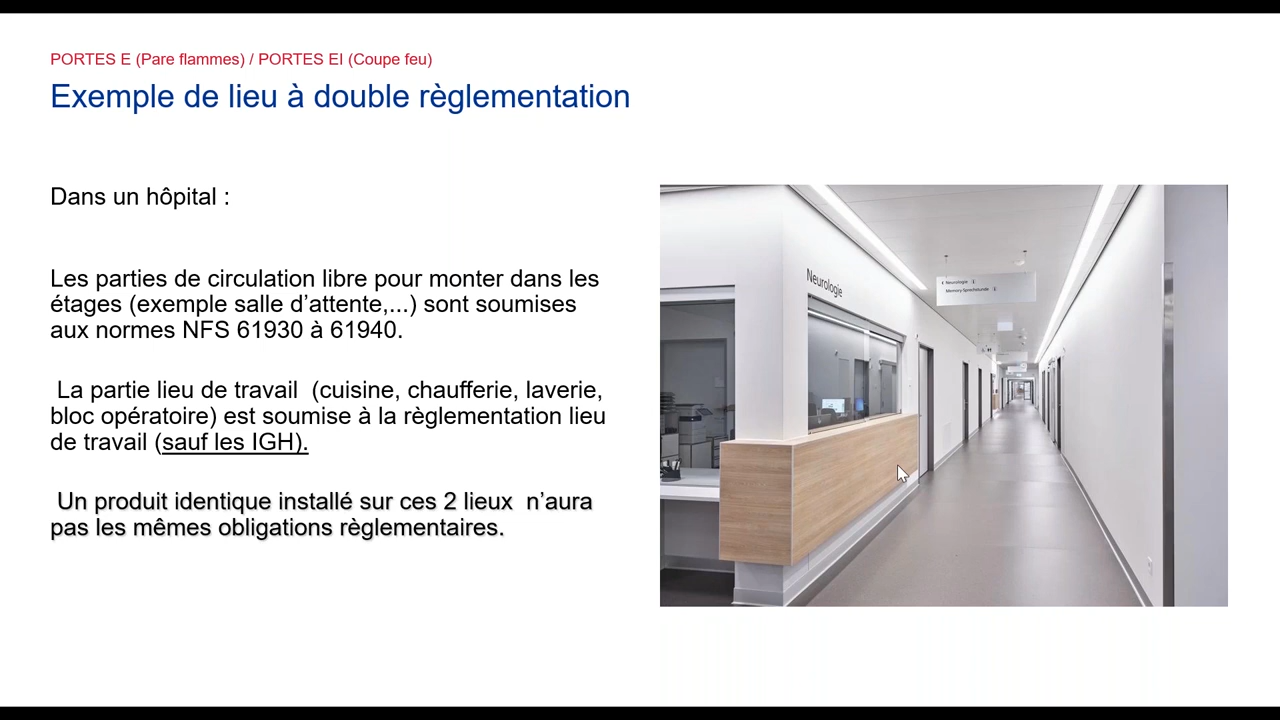 PORTES E (Pare flammes) / PORTES EI (Coupe feu)
Exemple de lieu à double règlementation
Dans un hôpital :
Les parties de circulation libre pour monter dans les
étages (exemple salle d’attente,...) sont soumises
aux normes NFS 61930 à 61940.
La partie lieu de travail  (cuisine, chaufferie, laverie,
bloc opératoire) est soumise à la règlementation lieu
de travail (sauf les IGH).
Un produit identique installé sur ces 2 lieux  n’aura
pas les mêmes obligations règlementaires.
Neurologie
Neurologie
Memory-Sprechstunde